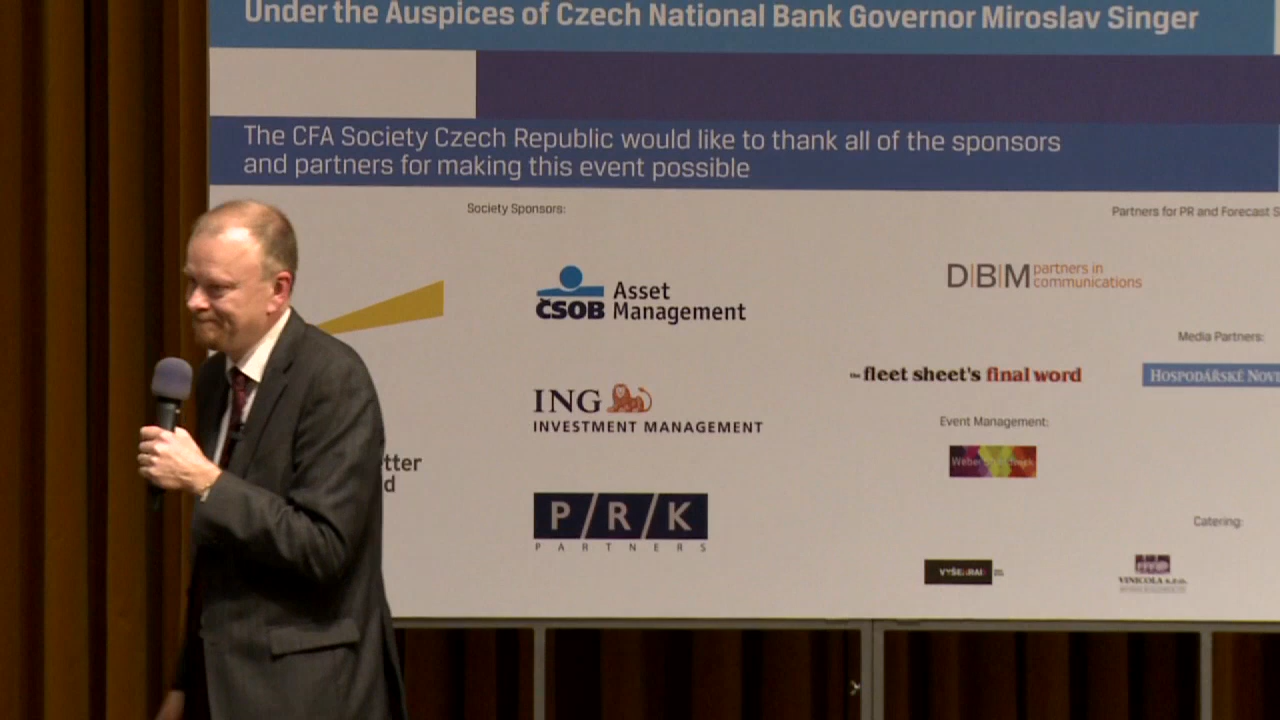 Under the Auspices of Czech National Bank Governor Miroslav Singer
The CFA Society Czech Republic would like to thank all of the sponsors
and partners for making this event possible
Society Sponsors:
Partners for PR and Forecast S
ČSOB
Asset
Management
D|B|M
partners in
communications
Media Partners:
the fleet sheet's final word
HOSPODÁŘSKÉ NOVI
ING
INVESTMENT MANAGEMENT
Event Management:
tter
d
P/R/K
PARTNERS
Catering:
VINICOLA s.r.o.